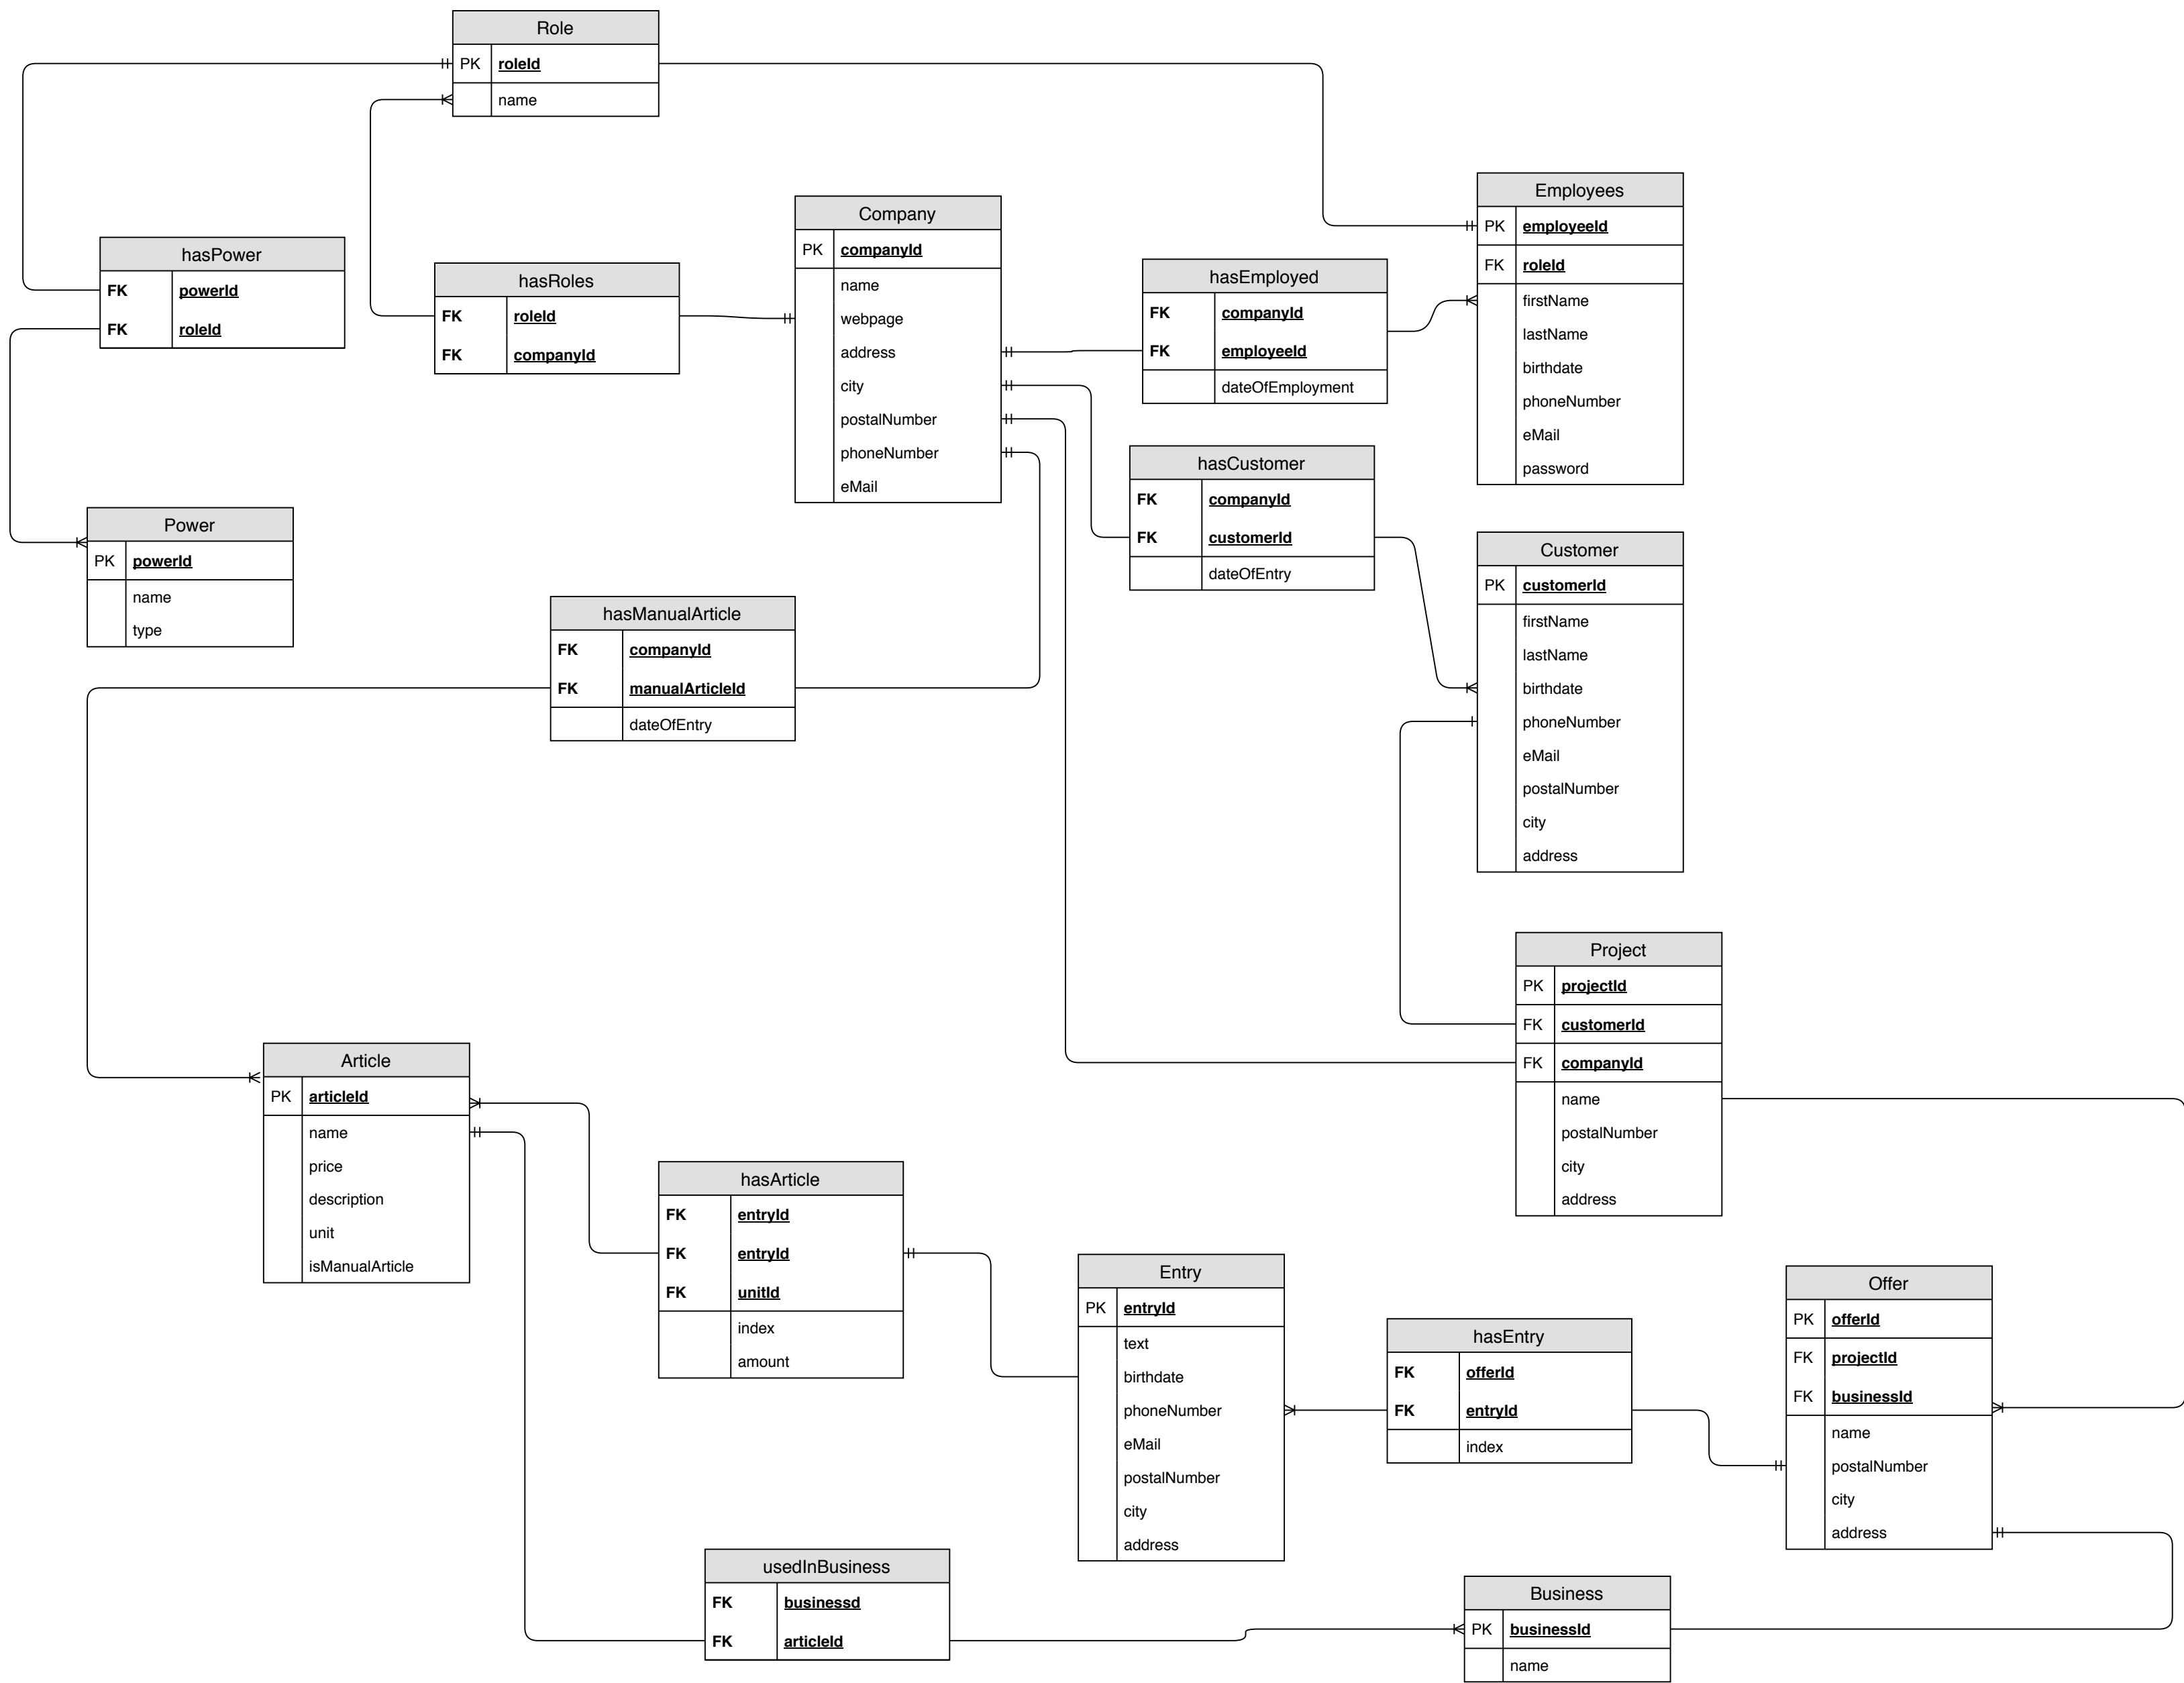 Role
PK roleId
name
Employees
PK employeeId
FK roleId
firstName
lastName
birthdate
phoneNumber
eMail
password
Company
PK companyId
name
webpage
address
city
postalNumber
phoneNumber
eMail
hasPower
FK powerId
FK roleId
hasRoles
FK roleId
FK companyId
hasEmployed
FK companyId
FK employeeId
dateOfEmployment
hasCustomer
FK companyId
FK customerId
dateOfEntry
Power
PK powerId
name
type
Customer
PK customerId
firstName
lastName
birthdate
phoneNumber
eMail
postalNumber
city
address
hasManualArticle
FK companyId
FK manualArticleId
dateOfEntry
Project
PK projectId
FK customerId
FK companyId
name
postalNumber
city
address
Article
PK articleId
name
price
description
unit
isManualArticle
hasArticle
FK entryId
FK entryId
FK unitId
index
amount
Entry
PK entryId
text
birthdate
phoneNumber
eMail
postalNumber
city
address
hasEntry
FK offerId
FK entryId
index
Offer
PK offerId
FK projectId
FK businessId
name
postalNumber
city
address
usedInBusiness
FK businessd
FK articleId
Business
PK businessId
name